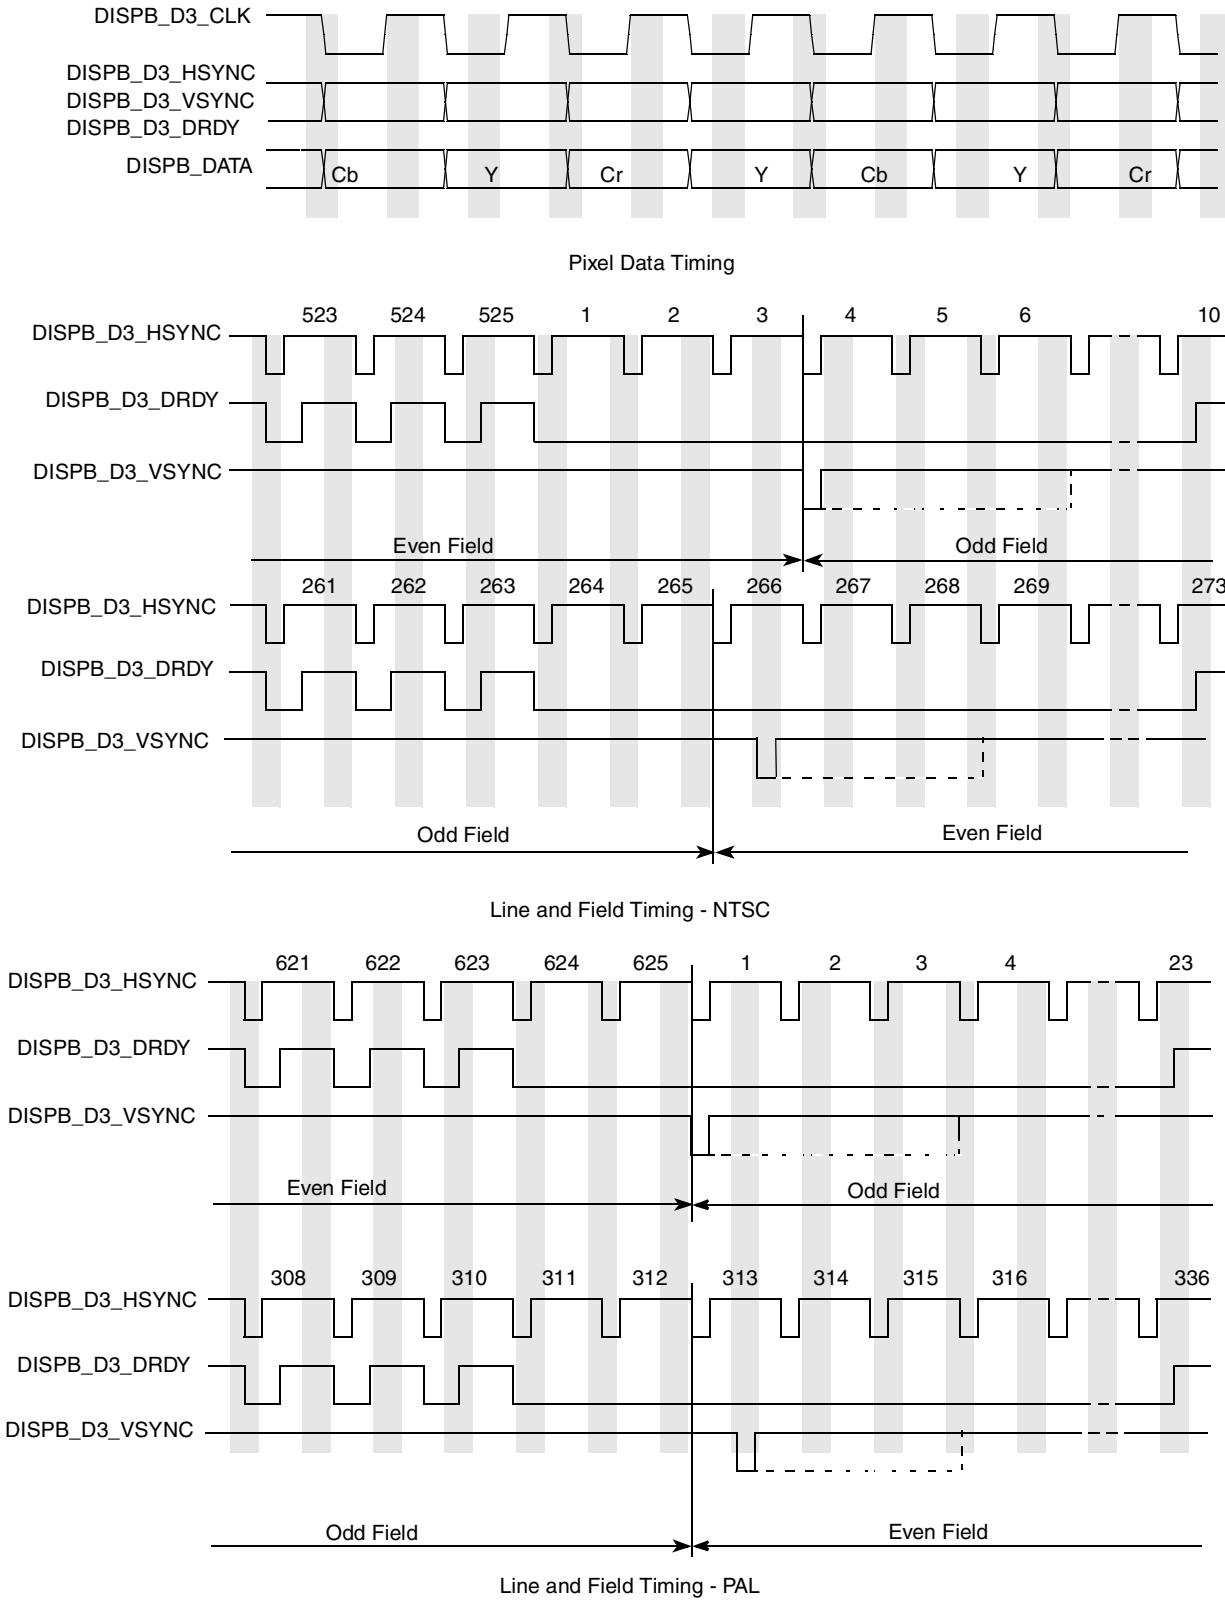 DISPB_D3_CLK
DISPB_D3_HSYNC
DISPB_D3_VSYNC
DISPB_D3_DRDY
DISPB_DATA
Cb Y Cr Y Cb Y Cr
Pixel Data Timing
523 524 525 1 2 3 4 5 6 10
DISPB_D3_HSYNC
DISPB_D3_DRDY
DISPB_D3_VSYNC
Even Field Odd Field
261 262 263 264 265 266 267 268 269 273
DISPB_D3_HSYNC
DISPB_D3_DRDY
DISPB_D3_VSYNC
Odd Field Even Field
Line and Field Timing - NTSC
621 622 623 624 625 1 2 3 4 23
DISPB_D3_HSYNC
DISPB_D3_DRDY
DISPB_D3_VSYNC
Even Field Odd Field
308 309 310 311 312 313 314 315 316 336
DISPB_D3_HSYNC
DISPB_D3_DRDY
DISPB_D3_VSYNC
Odd Field Even Field
Line and Field Timing - PAL